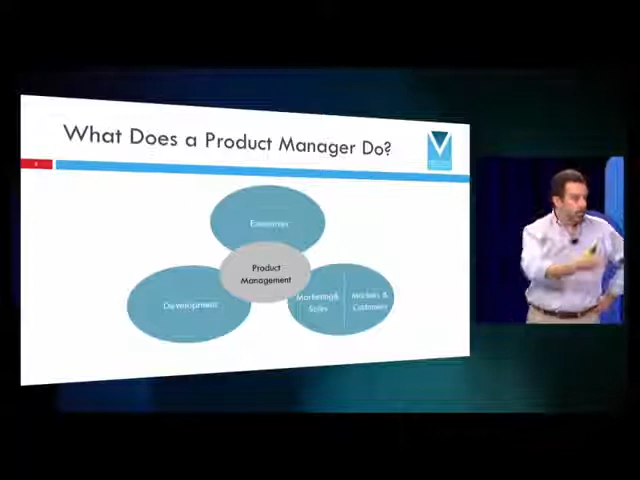 What Does a Product Manager Do?
Executives
Product
Management
Development
Marketing&
Sales
Markets &
Customers